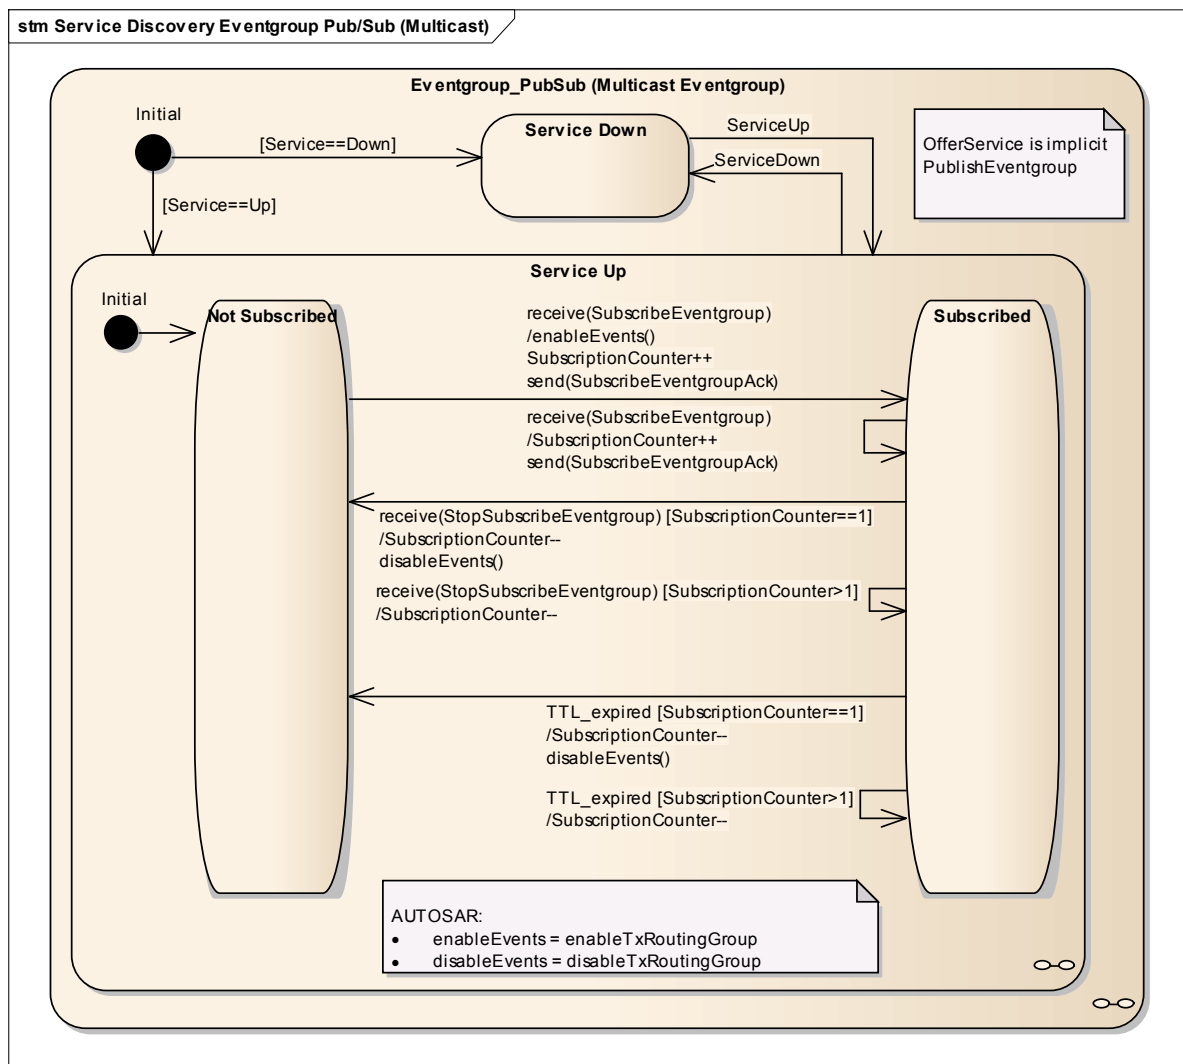 stm Service Discovery Eventgroup Pub/Sub (Multicast)
Eventgroup_PubSub (Multicast Eventgroup)
Initial
Service Down
[Service==Down]
ServiceUp
ServiceDown
OfferService is implicit
PublishEventgroup
[Service==Up]
Service Up
Initial
Not Subscribed
Subscribed
receive(SubscribeEventgroup)
/enableEvents()
SubscriptionCounter++
send(SubscribeEventgroupAck)
receive(SubscribeEventgroup)
/SubscriptionCounter++
send(SubscribeEventgroupAck)
receive(StopSubscribeEventgroup) [SubscriptionCounter==1]
/SubscriptionCounter--
disableEvents()
receive(StopSubscribeEventgroup) [SubscriptionCounter>1]
/SubscriptionCounter--
TTL_expired [SubscriptionCounter==1]
/SubscriptionCounter--
disableEvents()
TTL_expired [SubscriptionCounter>1]
/SubscriptionCounter--
AUTOSAR:
• enableEvents = enableTxRoutingGroup
• disableEvents = disableTxRoutingGroup